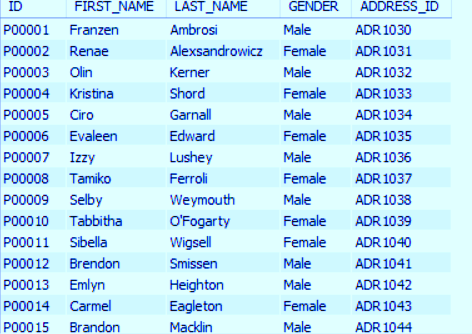 ID FIRST_NAME LAST_NAME GENDER ADDRESS_ID
P00001 Franzen Ambrosi Male ADR1030
P00002 Renae Alexsandrowicz Female ADR1031
P00003 Olin Kerner Male ADR1032
P00004 Kristina Shord Female ADR1033
P00005 Ciro Garnall Male ADR1034
P00006 Evaleen Edward Female ADR1035
P00007 Izzy Lushey Male ADR1036
P00008 Tamiko Ferroli Female ADR1037
P00009 Selby Weymouth Male ADR1038
P00010 Tabbitha O'Fogarty Female ADR1039
P00011 Sibella Wigsell Female ADR1040
P00012 Brendon Smissen Male ADR1041
P00013 Emlyn Heighton Male ADR1042
P00014 Carmel Eagleton Female ADR1043
P00015 Brandon Macklin Male ADR1044